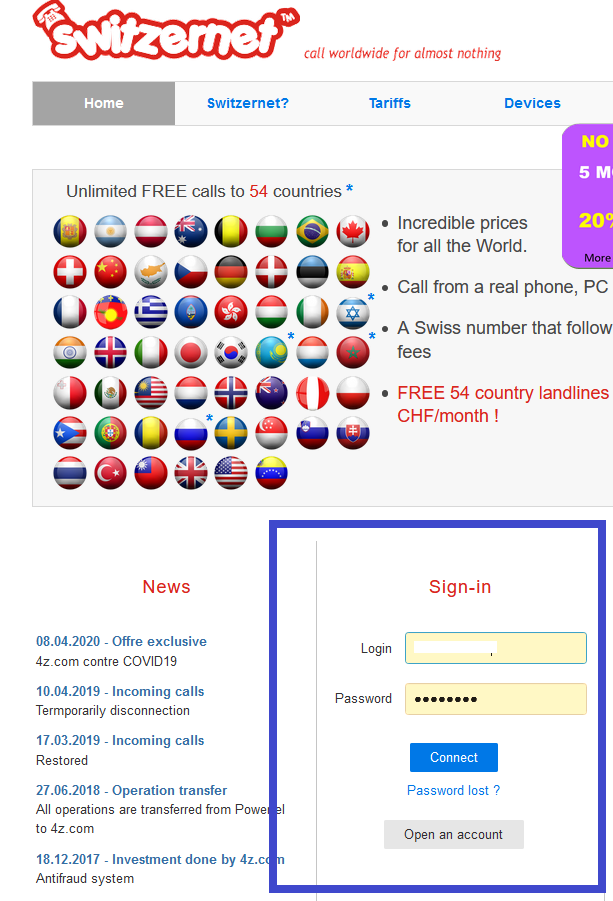 switzernet™
call worldwide for almost nothing
Home Switzernet? Tariffs Devices
NO
5 M
20%
More
Unlimited FREE calls to 54 countries *
Incredible prices
for all the World.
Call from a real phone, PC
A Swiss number that follow
fees
FREE 54 country landlines
CHF/month !
*
*
*
*
News
08.04.2020 - Offre exclusive
4z.com contre COVID19
10.04.2019 - Incoming calls
Termporarily disconnection
17.03.2019 - Incoming calls
Restored
27.06.2018 - Operation transfer
All operations are transferred from Powertel
to 4z.com
18.12.2017 - Investment done by 4z.com
Antifraud system
Sign-in
Login
Password ••••••••
Connect
Password lost ?
Open an account